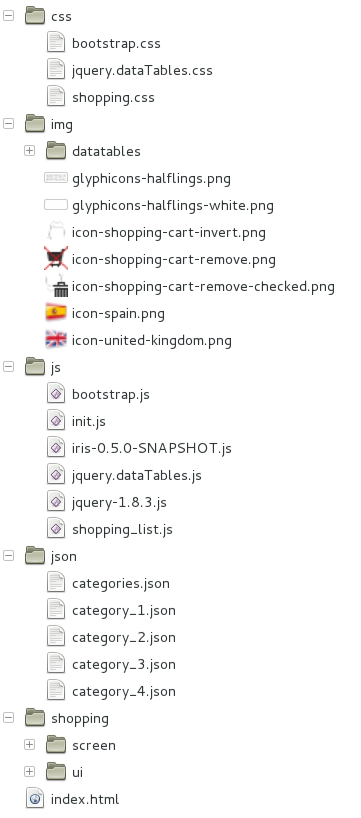 css
bootstrap.css
jquery.dataTables.css
shopping.css
img
datatables
glyphicons-halflings.png
glyphicons-halflings-white.png
icon-shopping-cart-invert.png
icon-shopping-cart-remove.png
icon-shopping-cart-remove-checked.png
icon-spain.png
icon-united-kingdom.png
js
bootstrap.js
init.js
iris-0.5.0-SNAPSHOT.js
jquery.dataTables.js
jquery-1.8.3.js
shopping_list.js
json
categories.json
category_1.json
category_2.json
category_3.json
category_4.json
shopping
screen
ui
index.html